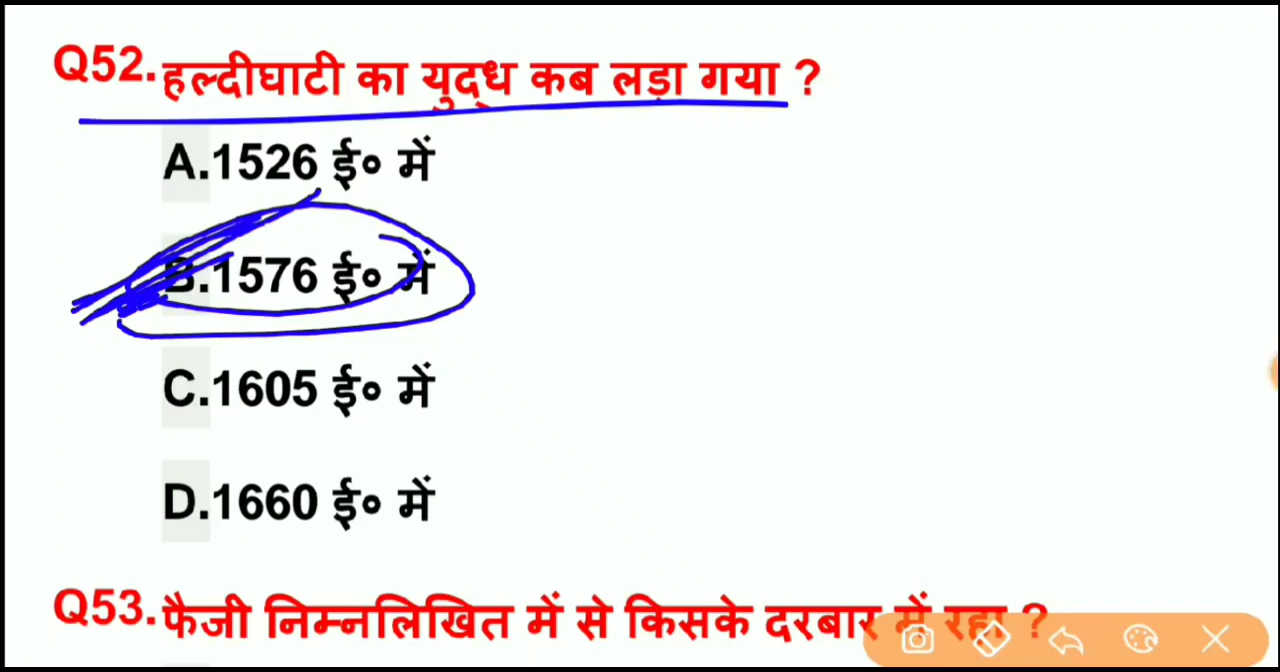 Q52. हल्दीघाटी का युद्ध कब लड़ा गया ?
A.1526 ई० में
B.1576 ई० में
C.1605 ई० में
D.1660 ई० में
Q53. फैजी निम्नलिखित में से किसके दरबार में रहा ?